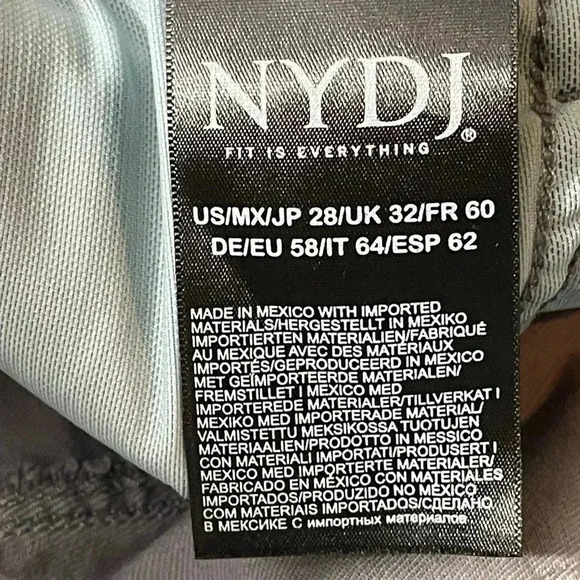 NYDJ®
FIT IS EVERYTHING
US/MX/JP 28/UK 32/FR 60
DE/EU 58/IT 64/ESP 62
MADE IN MEXICO WITH IMPORTED
MATERIALS/HERGESTELLT IN MEXIKO
IMPORTIERTEN MATERIALIEN/FABRIQUÉ
AU MEXIQUE AVEC DES MATÉRIAUX
IMPORTÉS/GEPRODUCEERD IN MEXICO
MET GEÏMPORTEERDE MATERIALEN/
FREMSTILLET I MEXICO MED
IMPORTEREDE MATERIALER/TILLVERKAT I
MEXIKO MED IMPORTERADE MATERIAL/
VALMISTETTU MEKSIKOSSA TUOTUJEN
MATERIAALIEN/PRODOTTO IN MESSICO
CON MATERIALI IMPORTATI/PRODUSERT I
MEXICO MED IMPORTERTE MATERIALER/
FABRICADO EN MÉXICO CON MATERIALES
IMPORTADOS/PRODUZIDO NO MÉXICO
COM MATERIAIS IMPORTADOS/СДЕЛАНО
В МЕКСИКЕ С импортных материалов